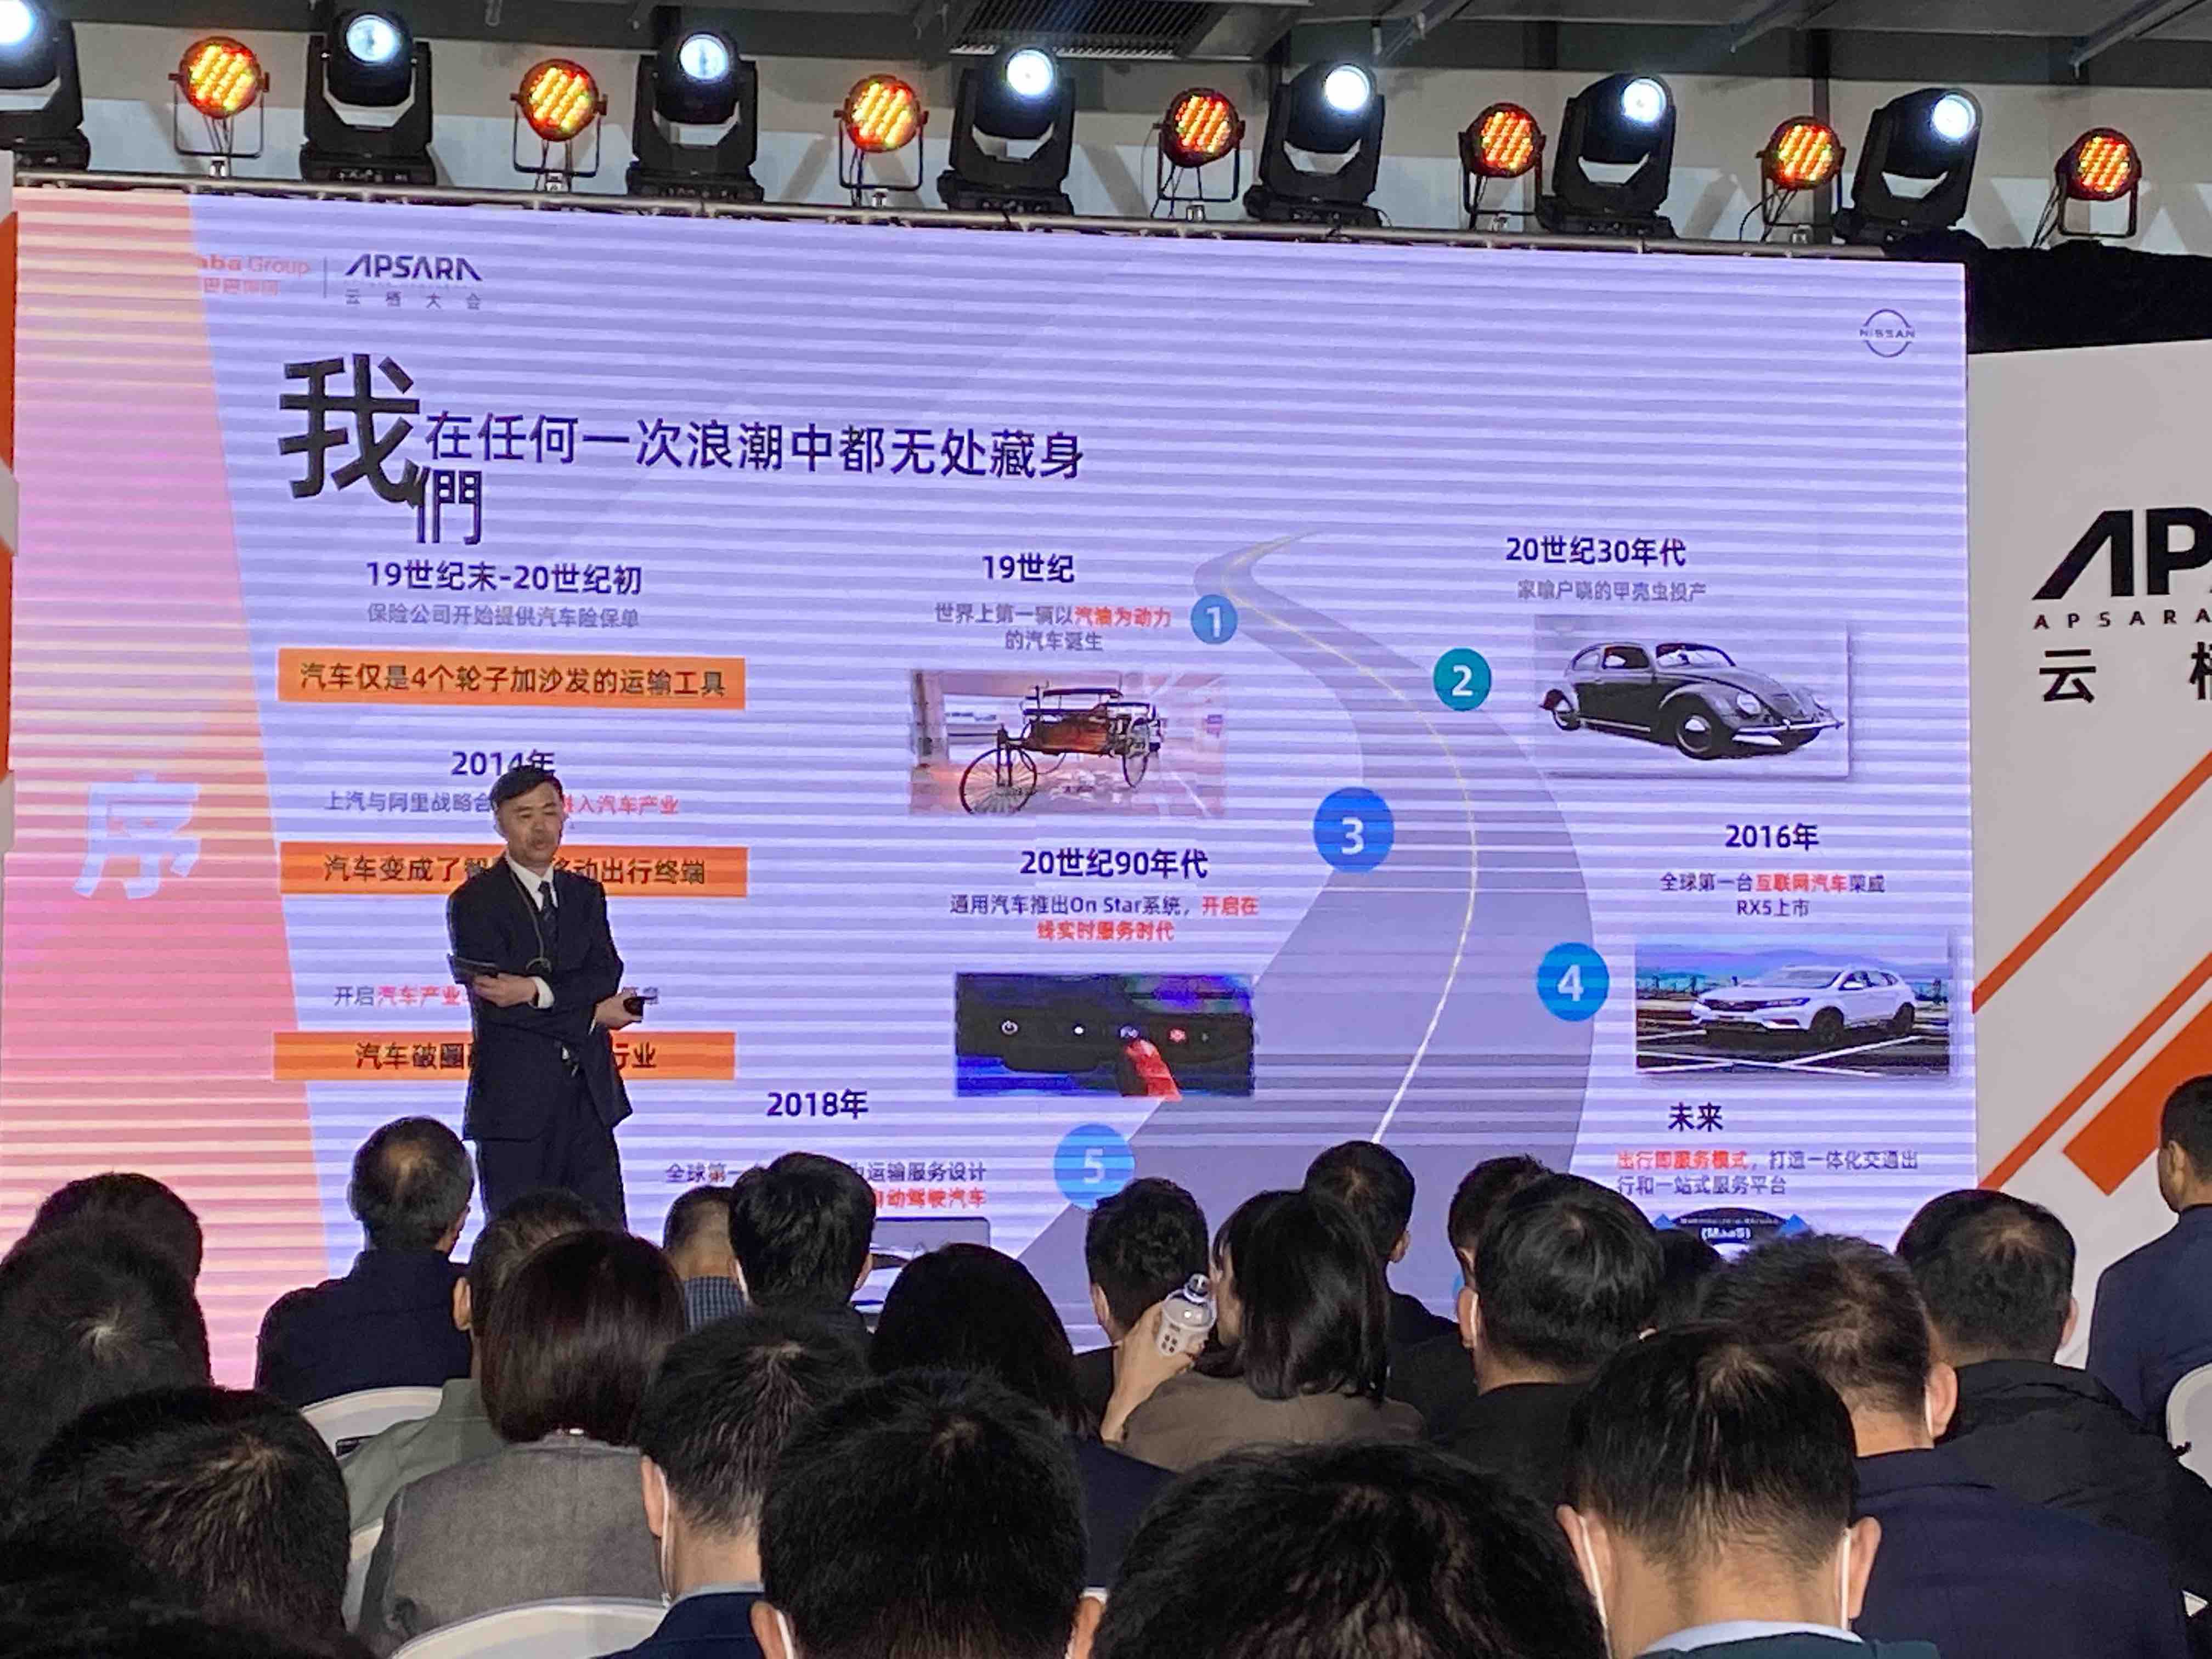 Group
APSARA
云 栖 大 会
NISSAN
我們
在任何一次浪潮中都无处藏身
序
19世纪末-20世纪初
保险公司开始提供汽车险保单
汽车仅是4个轮子加沙发的运输工具
2014年
上汽与阿里战略合 入汽车产业
汽车变成了智 移动出行终端
开启汽车产业
汽车破圈 行业
19世纪
世界上第一辆以汽油为动力
的汽车诞生
1
20世纪30年代
家喻户晓的甲壳虫投产
2
20世纪90年代
通用汽车推出On Star系统，开启在
线实时服务时代
3
2016年
全球第一台互联网汽车荣威
RX5上市
4
2018年
全球第一 为运输服务设计
自动驾驶汽车
5
未来
出行即服务模式，打造一体化交通出
行和一站式服务平台
(MaaS)
AP
APSARA
云